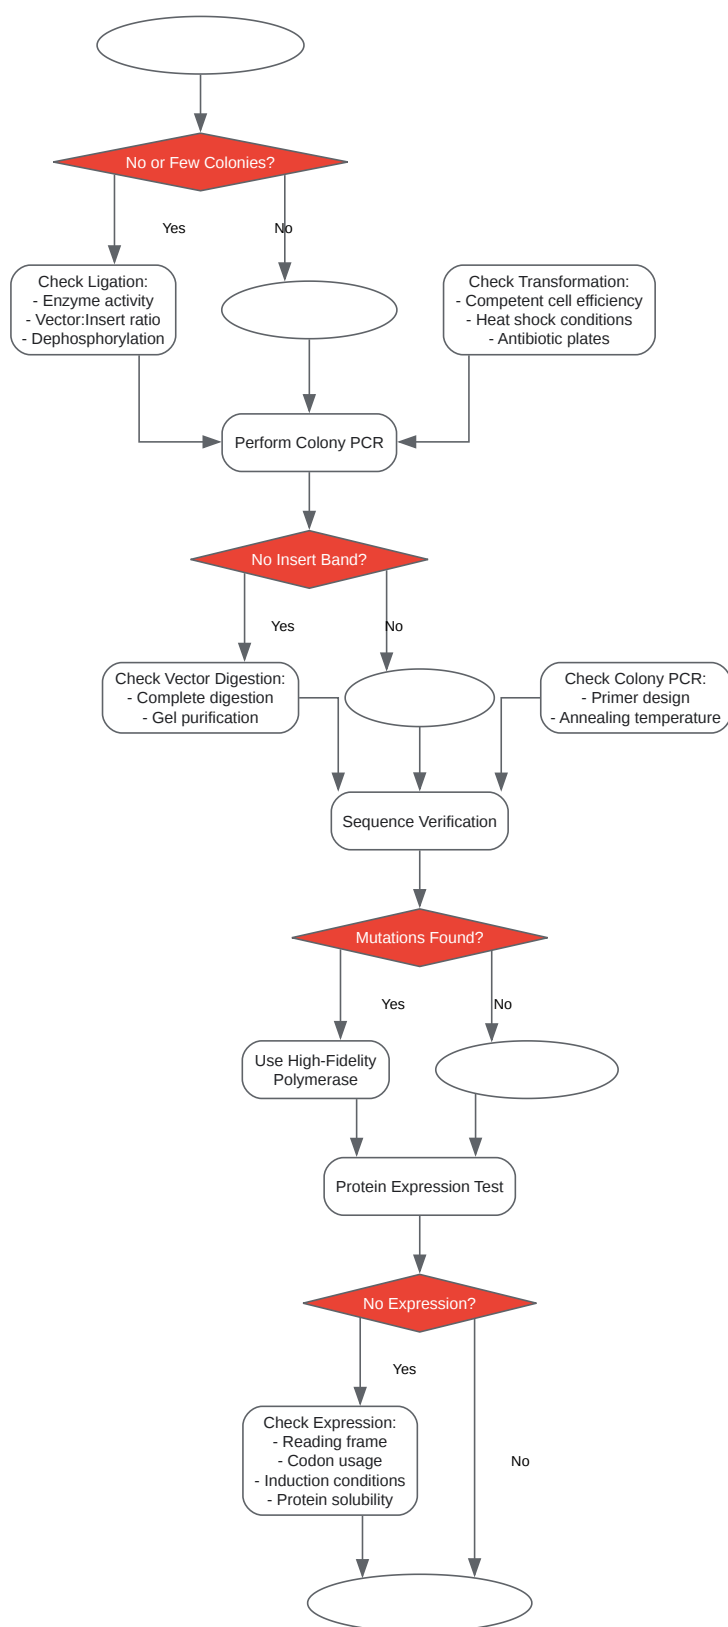 No or Few Colonies?
Yes
No
Check Ligation:
- Enzyme activity
- Vector:Insert ratio
- Dephosphorylation
Check Transformation:
- Competent cell efficiency
- Heat shock conditions
- Antibiotic plates
Perform Colony PCR
No Insert Band?
Yes
No
Check Vector Digestion:
- Complete digestion
- Gel purification
Check Colony PCR:
- Primer design
- Annealing temperature
Sequence Verification
Mutations Found?
Yes
No
Use High-Fidelity
Polymerase
Protein Expression Test
No Expression?
Yes
Check Expression:
- Reading frame
- Codon usage
- Induction conditions
- Protein solubility
No